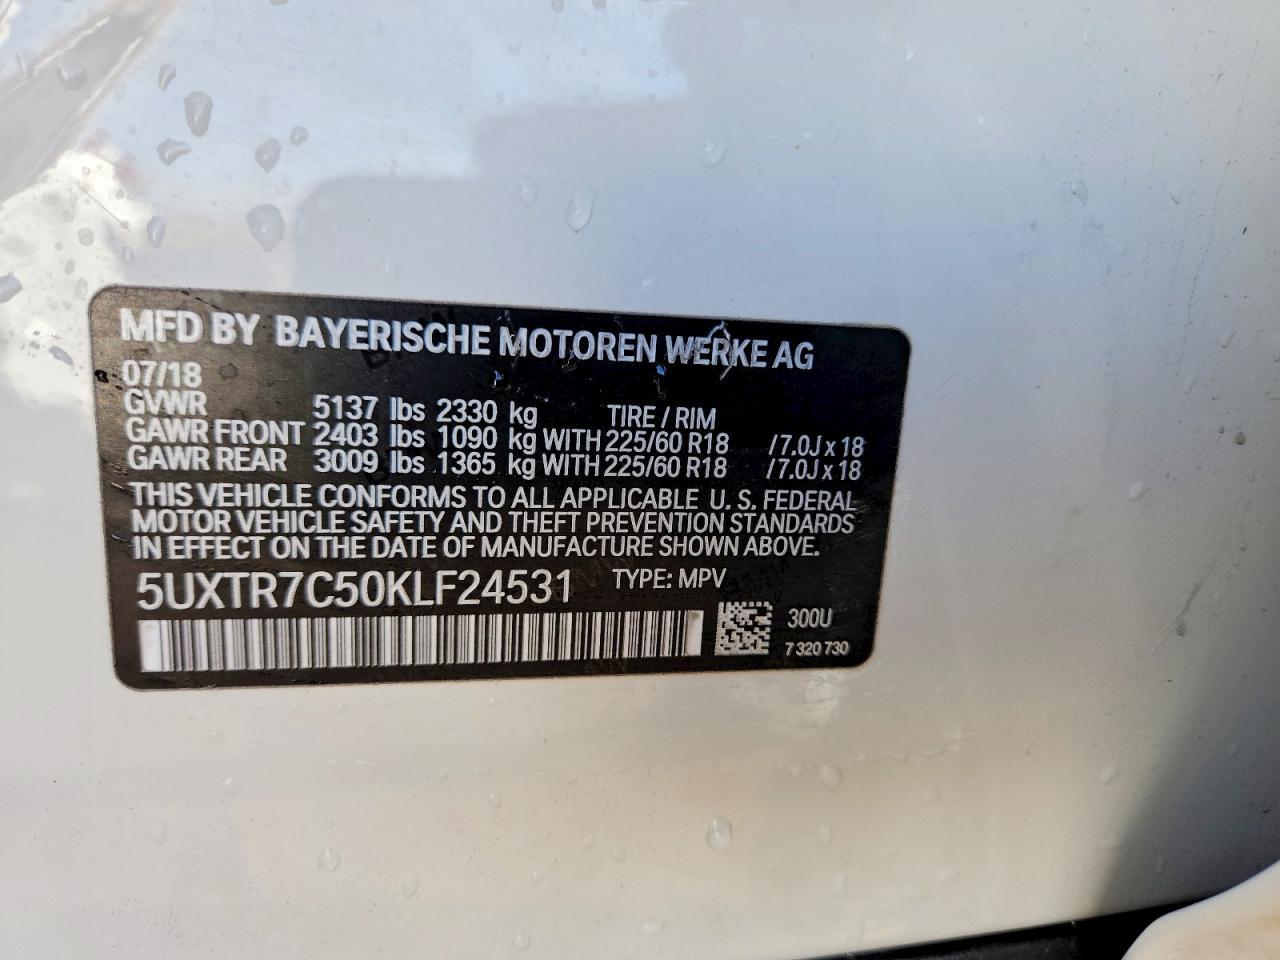 MFD BY BAYERISCHE MOTOREN WERKE AG
07/18
GVWR 5137 lbs 2330 kg TIRE / RIM
GAWR FRONT 2403 lbs 1090 kg WITH 225/60 R18 /7.0J x 18
GAWR REAR 3009 lbs 1365 kg WITH 225/60 R18 /7.0J x 18
THIS VEHICLE CONFORMS TO ALL APPLICABLE U. S. FEDERAL
MOTOR VEHICLE SAFETY AND THEFT PREVENTION STANDARDS
IN EFFECT ON THE DATE OF MANUFACTURE SHOWN ABOVE.
5UXTR7C50KLF24531 TYPE: MPV
300U
7 320 730